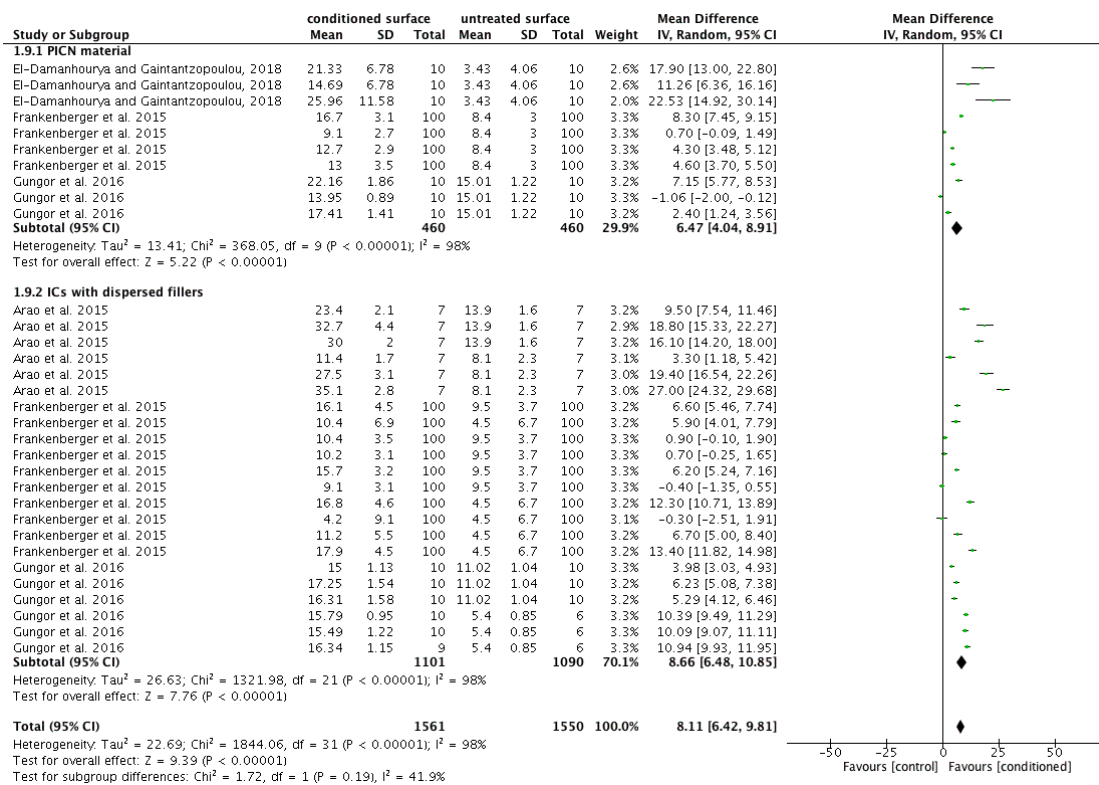 conditioned surface untreated surface Mean Difference Mean Difference
Study or Subgroup Mean SD Total Mean SD Total Weight IV, Random, 95% CI IV, Random, 95% CI
1.9.1 PICN material
El-Damanhourya and Gaintantzopoulou, 2018 21.33 6.78 10 3.43 4.06 10 2.6% 17.90 [13.00, 22.80]
El-Damanhourya and Gaintantzopoulou, 2018 14.69 6.78 10 3.43 4.06 10 2.6% 11.26 [6.36, 16.16]
El-Damanhourya and Gaintantzopoulou, 2018 25.96 11.58 10 3.43 4.06 10 2.0% 22.53 [14.92, 30.14]
Frankenberger et al. 2015 16.7 3.1 100 8.4 3 100 3.3% 8.30 [7.45, 9.15]
Frankenberger et al. 2015 9.1 2.7 100 8.4 3 100 3.3% 0.70 [-0.09, 1.49]
Frankenberger et al. 2015 12.7 2.9 100 8.4 3 100 3.3% 4.30 [3.48, 5.12]
Frankenberger et al. 2015 13 3.5 100 8.4 3 100 3.3% 4.60 [3.70, 5.50]
Gungor et al. 2016 22.16 1.86 10 15.01 1.22 10 3.2% 7.15 [5.77, 8.53]
Gungor et al. 2016 13.95 0.89 10 15.01 1.22 10 3.3% -1.06 [-2.00, -0.12]
Gungor et al. 2016 17.41 1.41 10 15.01 1.22 10 3.2% 2.40 [1.24, 3.56]
Subtotal (95% CI) 460 460 29.9% 6.47 [4.04, 8.91]
Heterogeneity: Tau² = 13.41; Chi² = 368.05, df = 9 (P < 0.00001); I² = 98%
Test for overall effect: Z = 5.22 (P < 0.00001)
1.9.2 ICs with dispersed fillers
Arao et al. 2015 23.4 2.1 7 13.9 1.6 7 3.2% 9.50 [7.54, 11.46]
Arao et al. 2015 32.7 4.4 7 13.9 1.6 7 2.9% 18.80 [15.33, 22.27]
Arao et al. 2015 30 2 7 13.9 1.6 7 3.2% 16.10 [14.20, 18.00]
Arao et al. 2015 11.4 1.7 7 8.1 2.3 7 3.1% 3.30 [1.18, 5.42]
Arao et al. 2015 27.5 3.1 7 8.1 2.3 7 3.0% 19.40 [16.54, 22.26]
Arao et al. 2015 35.1 2.8 7 8.1 2.3 7 3.0% 27.00 [24.32, 29.68]
Frankenberger et al. 2015 16.1 4.5 100 9.5 3.7 100 3.2% 6.60 [5.46, 7.74]
Frankenberger et al. 2015 10.4 6.9 100 4.5 6.7 100 3.2% 5.90 [4.01, 7.79]
Frankenberger et al. 2015 10.4 3.5 100 9.5 3.7 100 3.3% 0.90 [-0.10, 1.90]
Frankenberger et al. 2015 10.2 3.1 100 9.5 3.7 100 3.3% 0.70 [-0.25, 1.65]
Frankenberger et al. 2015 15.7 3.2 100 9.5 3.7 100 3.3% 6.20 [5.24, 7.16]
Frankenberger et al. 2015 9.1 3.1 100 9.5 3.7 100 3.3% -0.40 [-1.35, 0.55]
Frankenberger et al. 2015 16.8 4.6 100 4.5 6.7 100 3.2% 12.30 [10.71, 13.89]
Frankenberger et al. 2015 4.2 9.1 100 4.5 6.7 100 3.1% -0.30 [-2.51, 1.91]
Frankenberger et al. 2015 11.2 5.5 100 4.5 6.7 100 3.2% 6.70 [5.00, 8.40]
Frankenberger et al. 2015 17.9 4.5 100 4.5 6.7 100 3.2% 13.40 [11.82, 14.98]
Gungor et al. 2016 15 1.13 10 11.02 1.04 10 3.3% 3.98 [3.03, 4.93]
Gungor et al. 2016 17.25 1.54 10 11.02 1.04 10 3.2% 6.23 [5.08, 7.38]
Gungor et al. 2016 16.31 1.58 10 11.02 1.04 10 3.2% 5.29 [4.12, 6.46]
Gungor et al. 2016 15.79 0.95 10 5.4 0.85 6 3.3% 10.39 [9.49, 11.29]
Gungor et al. 2016 15.49 1.22 10 5.4 0.85 6 3.3% 10.09 [9.07, 11.11]
Gungor et al. 2016 16.34 1.15 9 5.4 0.85 6 3.3% 10.94 [9.93, 11.95]
Subtotal (95% CI) 1101 1090 70.1% 8.66 [6.48, 10.85]
Heterogeneity: Tau² = 26.63; Chi² = 1321.98, df = 21 (P < 0.00001); I² = 98%
Test for overall effect: Z = 7.76 (P < 0.00001)
Total (95% CI) 1561 1550 100.0% 8.11 [6.42, 9.81]
Heterogeneity: Tau² = 22.69; Chi² = 1844.06, df = 31 (P < 0.00001); I² = 98%
Test for overall effect: Z = 9.39 (P < 0.00001)
Test for subgroup differences: Chi² = 1.72, df = 1 (P = 0.19), I² = 41.9%
-50 -25 0 25 50
Favours [control] Favours [conditioned]